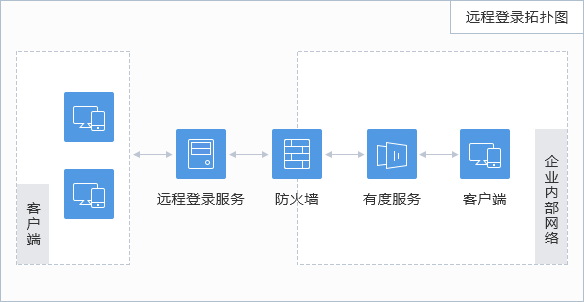 远程登录拓扑图
客户端
远程登录服务
防火墙
有度服务
客户端
企业内部网络